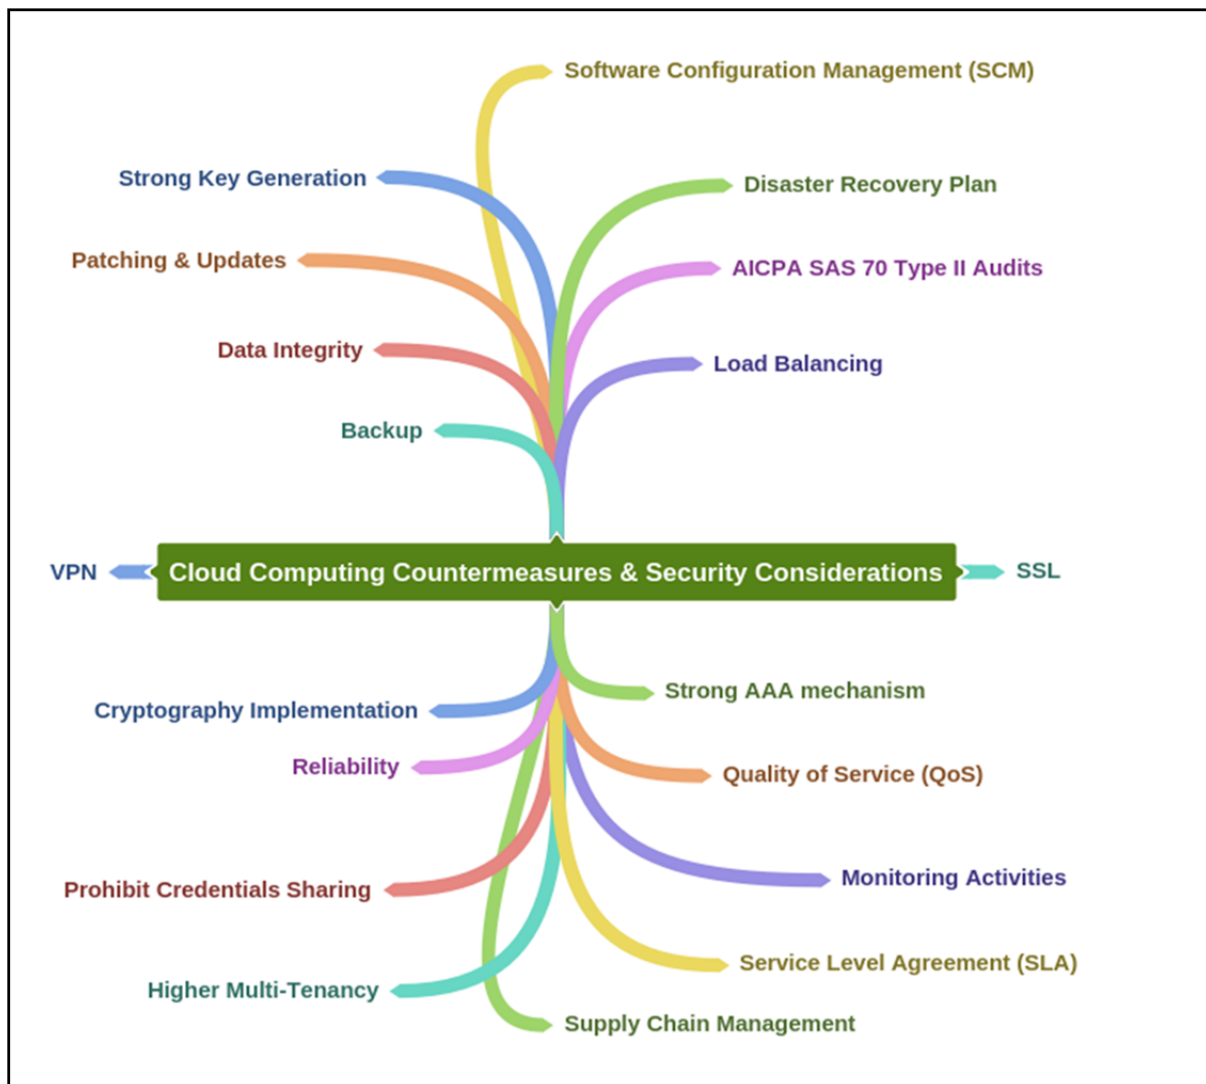 Software Configuration Management (SCM)
Strong Key Generation
Disaster Recovery Plan
Patching & Updates
AICPA SAS 70 Type II Audits
Data Integrity
Load Balancing
Backup
VPN
Cloud Computing Countermeasures & Security Considerations
SSL
Strong AAA mechanism
Cryptography Implementation
Reliability
Quality of Service (QoS)
Monitoring Activities
Prohibit Credentials Sharing
Service Level Agreement (SLA)
Higher Multi-Tenancy
Supply Chain Management